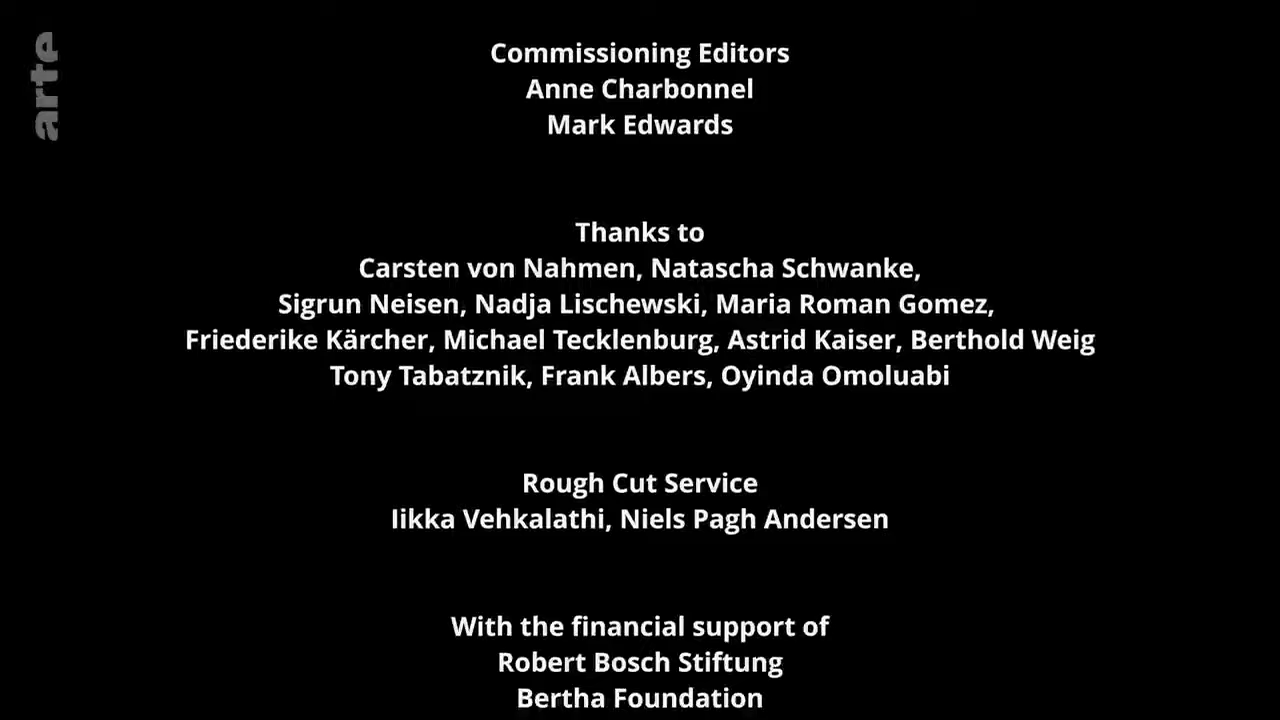 arte
Commissioning Editors
Anne Charbonnel
Mark Edwards
Thanks to
Carsten von Nahmen, Natascha Schwanke,
Sigrun Neisen, Nadja Lischewski, Maria Roman Gomez,
Friederike Kärcher, Michael Tecklenburg, Astrid Kaiser, Berthold Weig
Tony Tabatznik, Frank Albers, Oyinda Omoluabi
Rough Cut Service
Iikka Vehkalathi, Niels Pagh Andersen
With the financial support of
Robert Bosch Stiftung
Bertha Foundation